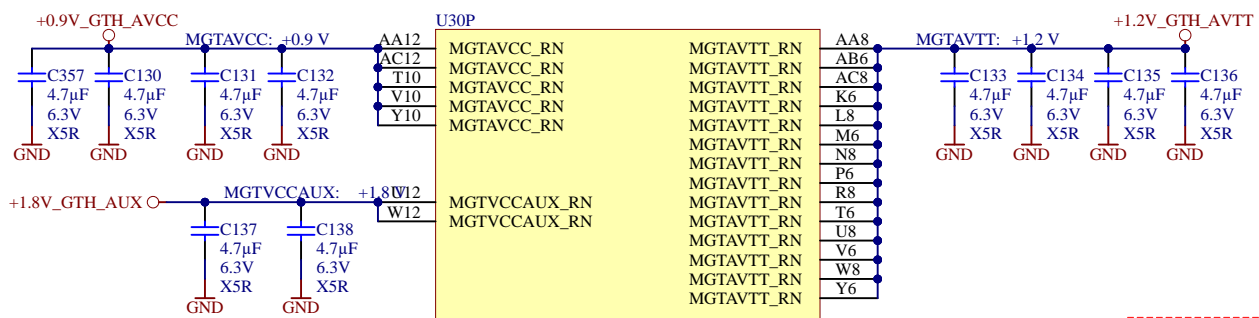 U30P
+0.9V_GTH_AVCC
MGTAVCC: +0.9 V
C357
4.7µF
6.3V
X5R
GND
C130
4.7µF
6.3V
X5R
GND
C131
4.7µF
6.3V
X5R
GND
C132
4.7µF
6.3V
X5R
GND
AA12 MGTAVCC_RN
AC12 MGTAVCC_RN
T10 MGTAVCC_RN
V10 MGTAVCC_RN
Y10 MGTAVCC_RN
+1.8V_GTH_AUX
MGTVCCAUX: +1.8V
U12 MGTVCCAUX_RN
W12 MGTVCCAUX_RN
C137
4.7µF
6.3V
X5R
GND
C138
4.7µF
6.3V
X5R
GND
MGTAVTT_RN AA8
MGTAVTT_RN AB6
MGTAVTT_RN AC8
MGTAVTT_RN K6
MGTAVTT_RN L8
MGTAVTT_RN M6
MGTAVTT_RN N8
MGTAVTT_RN P6
MGTAVTT_RN R8
MGTAVTT_RN T6
MGTAVTT_RN U8
MGTAVTT_RN V6
MGTAVTT_RN W8
MGTAVTT_RN Y6
+1.2V_GTH_AVTT
MGTAVTT: +1.2 V
C133
4.7µF
6.3V
X5R
GND
C134
4.7µF
6.3V
X5R
GND
C135
4.7µF
6.3V
X5R
GND
C136
4.7µF
6.3V
X5R
GND